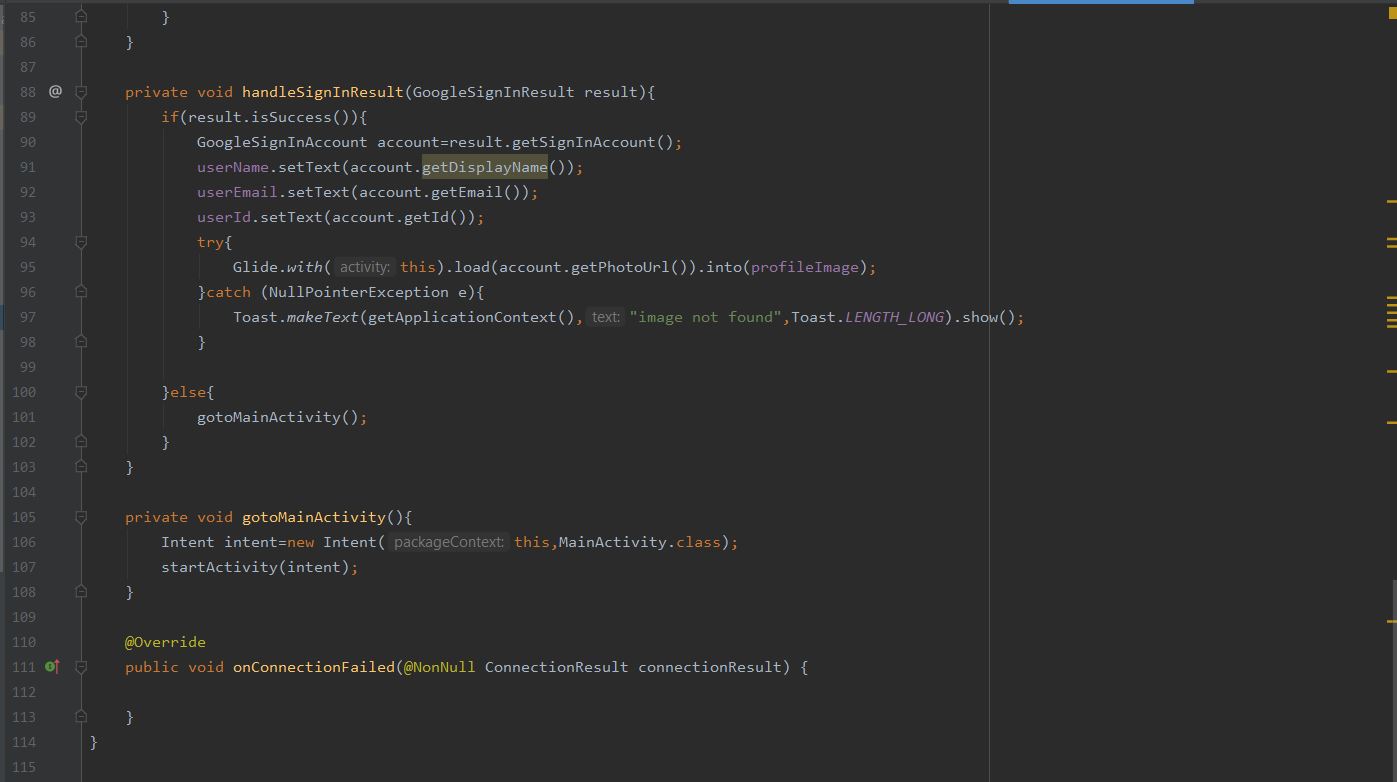 85 }
86 }
87
88 @ private void handleSignInResult(GoogleSignInResult result){
89 if(result.isSuccess()){
90 GoogleSignInAccount account=result.getSignInAccount();
91 userName.setText(account.getDisplayName());
92 userEmail.setText(account.getEmail());
93 userId.setText(account.getId());
94 try{
95 Glide.with( activity: this).load(account.getPhotoUrl()).into(profileImage);
96 }catch (NullPointerException e){
97 Toast.makeText(getApplicationContext(), text: "image not found",Toast.LENGTH_LONG).show();
98 }
99
100 }else{
101 gotoMainActivity();
102 }
103 }
104
105 private void gotoMainActivity(){
106 Intent intent=new Intent( packageContext: this,MainActivity.class);
107 startActivity(intent);
108 }
109
110 @Override
111 public void onConnectionFailed(@NonNull ConnectionResult connectionResult) {
112
113 }
114 }
115